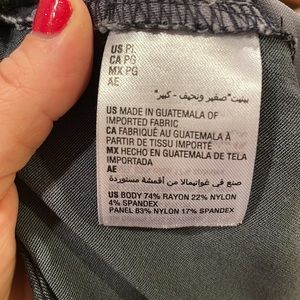 US PL
CA PG
MX PG
AE
بينيت "صغير ونحيف - كبير"
US MADE IN GUATEMALA OF
IMPORTED FABRIC
CA FABRIQUÉ AU GUATEMALA À
PARTIR DE TISSU IMPORTÉ
MX HECHO EN GUATEMALA DE TELA
IMPORTADA
AE
صنع في غواتيمالا من أقمشة مستوردة
US BODY 74% RAYON 22% NYLON
4% SPANDEX
PANEL 83% NYLON 17% SPANDEX